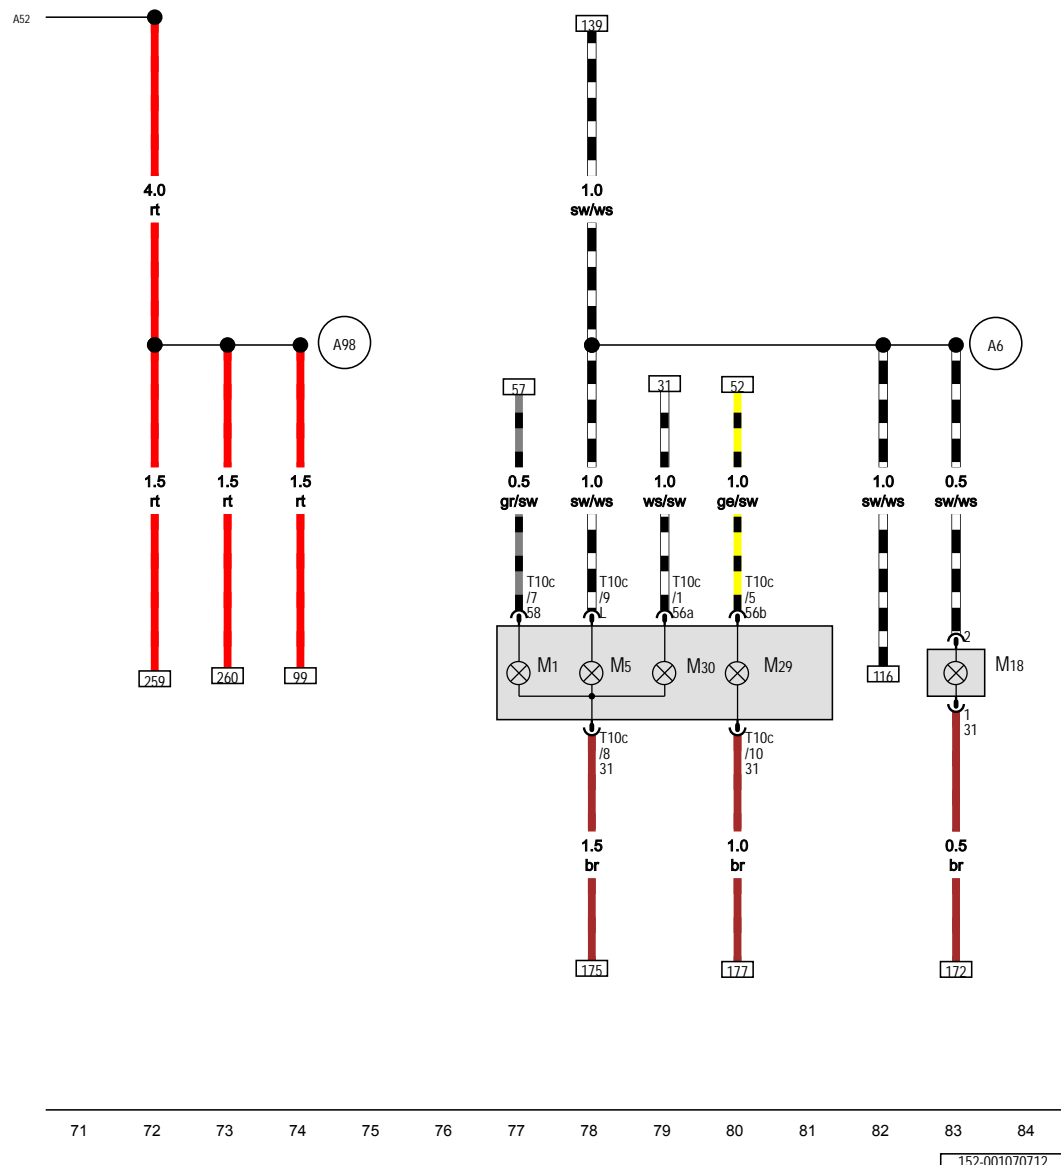 A52
139
4.0
rt
1.0
sw/ws
A98
A6
57
31
52
1.5
rt
1.5
rt
1.5
rt
0.5
gr/sw
1.0
sw/ws
1.0
ws/sw
1.0
ge/sw
1.0
sw/ws
0.5
sw/ws
T10c
/7
58
T10c
/9
L
T10c
/1
56a
T10c
/5
56b
2
M1
M5
M30
M29
M18
259
260
99
116
1
31
T10c
/8
31
T10c
/10
31
1.5
br
1.0
br
0.5
br
175
177
172
71 72 73 74 75 76 77 78 79 80 81 82 83 84
152-001070712